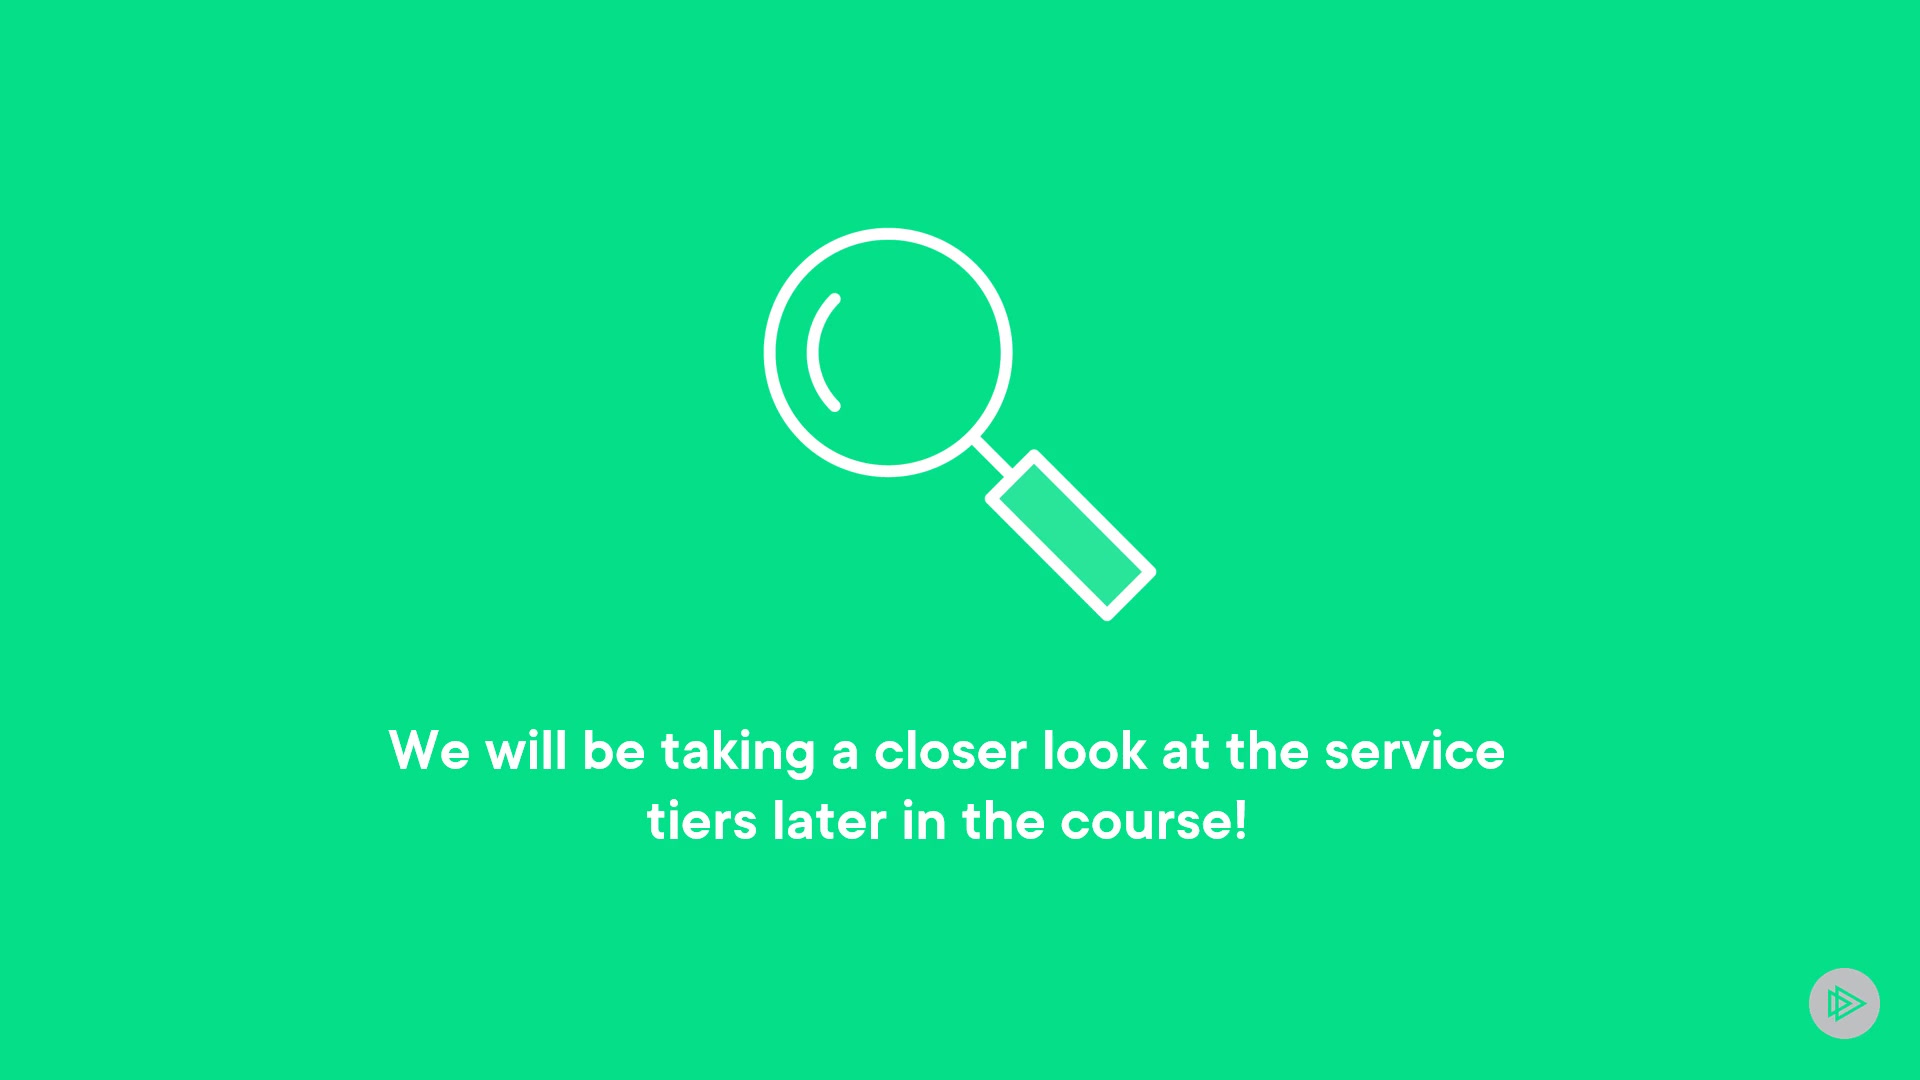 We will be taking a closer look at the service
tiers later in the course!